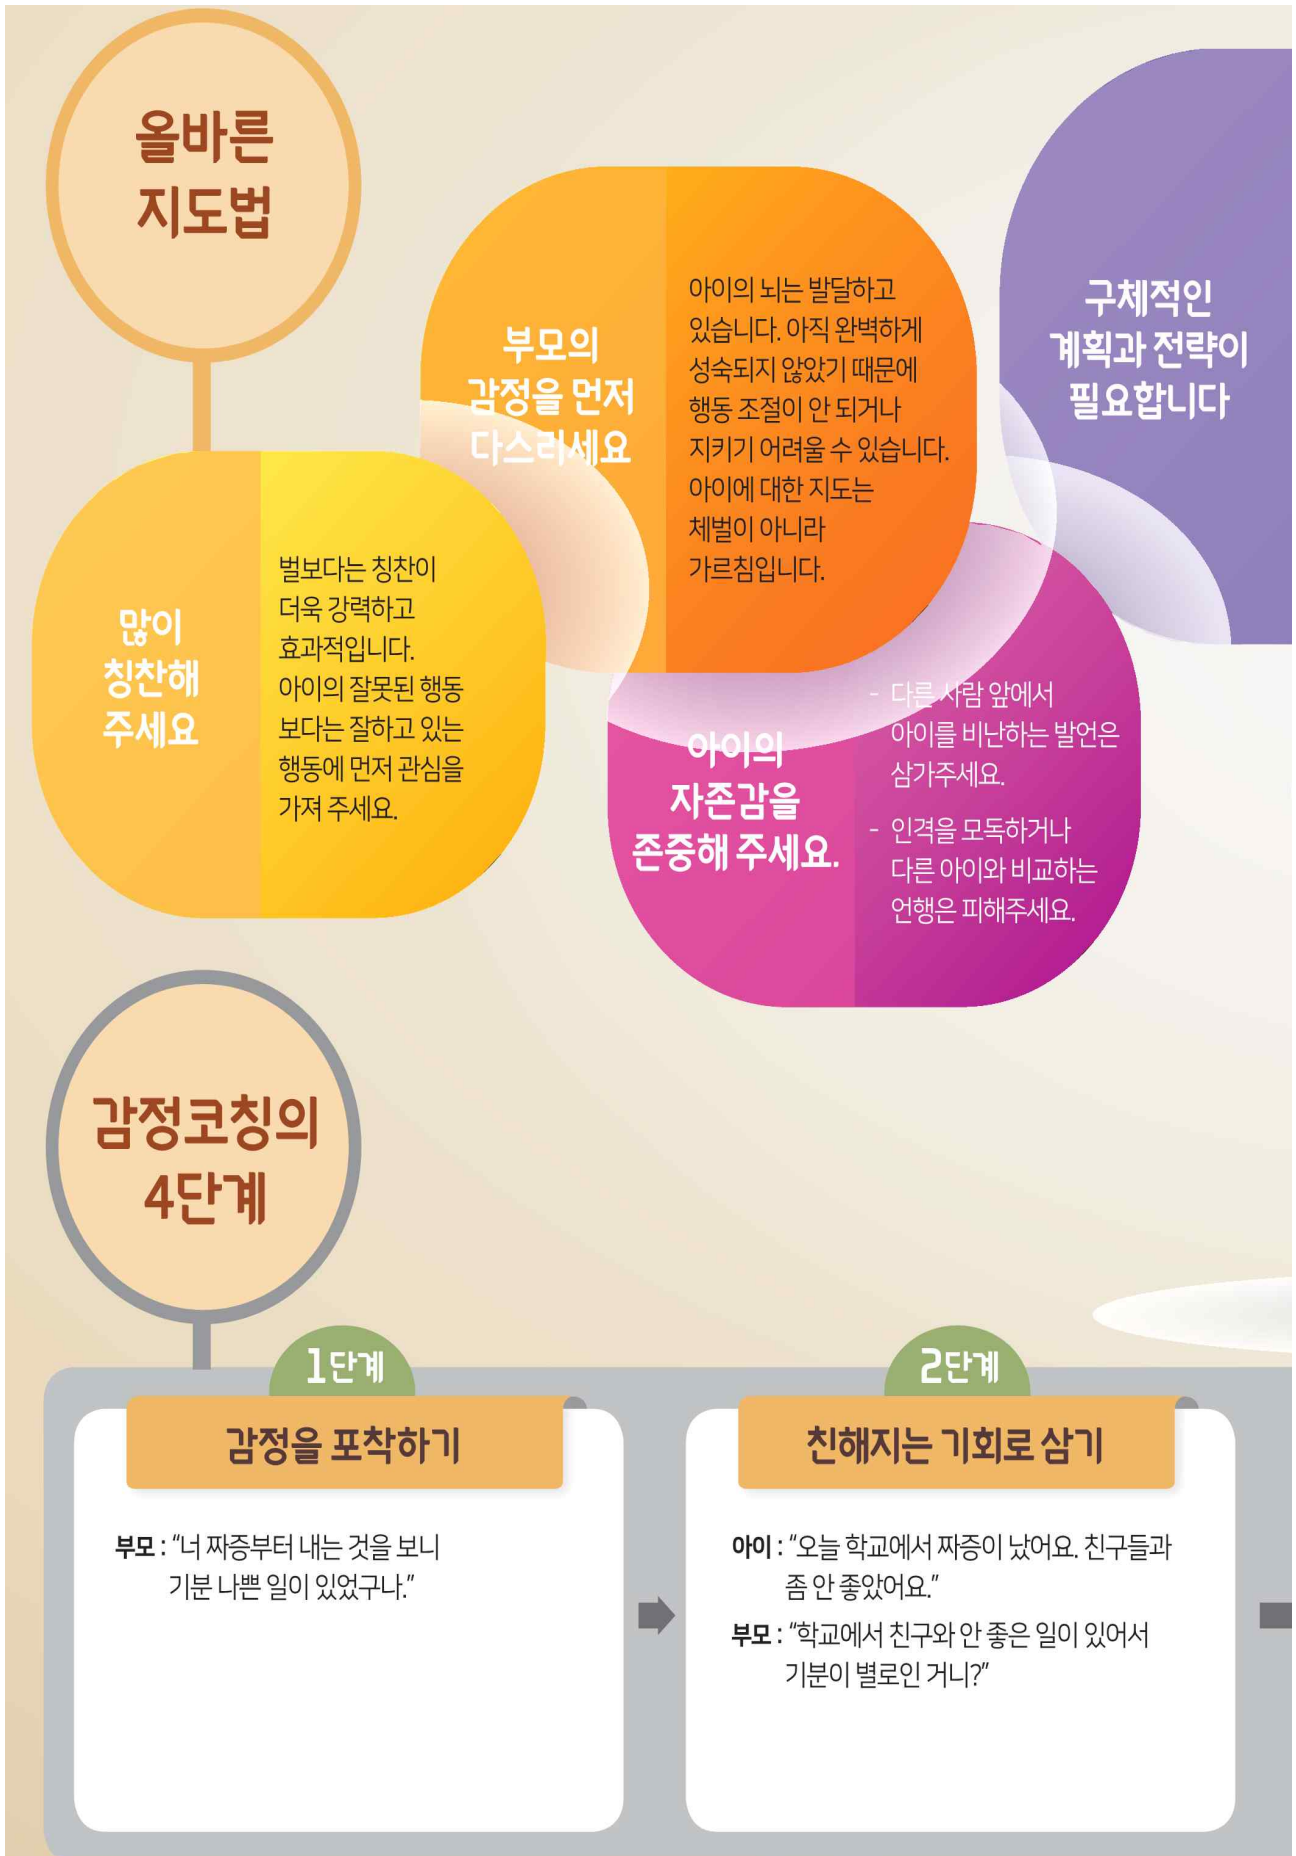 올바른
지도법
많이
칭찬해
주세요
벌보다는 칭찬이
더욱 강력하고
효과적입니다.
아이의 잘못된 행동
보다는 잘하고 있는
행동에 먼저 관심을
가져 주세요.
부모의
감정을 먼저
다스리세요
아이의 뇌는 발달하고
있습니다. 아직 완벽하게
성숙되지 않았기 때문에
행동 조절이 안 되거나
지키기 어려울 수 있습니다.
아이에 대한 지도는
체벌이 아니라
가르침입니다.
아이의
자존감을
존중해 주세요.
- 다른 사람 앞에서
아이를 비난하는 발언은
삼가주세요.
- 인격을 모독하거나
다른 아이와 비교하는
언행은 피해주세요.
구체적인
계획과 전략이
필요합니다
감정코칭의
4단계
1단계
감정을 포착하기
부모 : “너 짜증부터 내는 것을 보니
기분 나쁜 일이 있었구나.”
2단계
친해지는 기회로 삼기
아이 : “오늘 학교에서 짜증이 났어요. 친구들과
좀 안 좋았어요.”
부모 : “학교에서 친구와 안 좋은 일이 있어서
기분이 별로인 거니?”